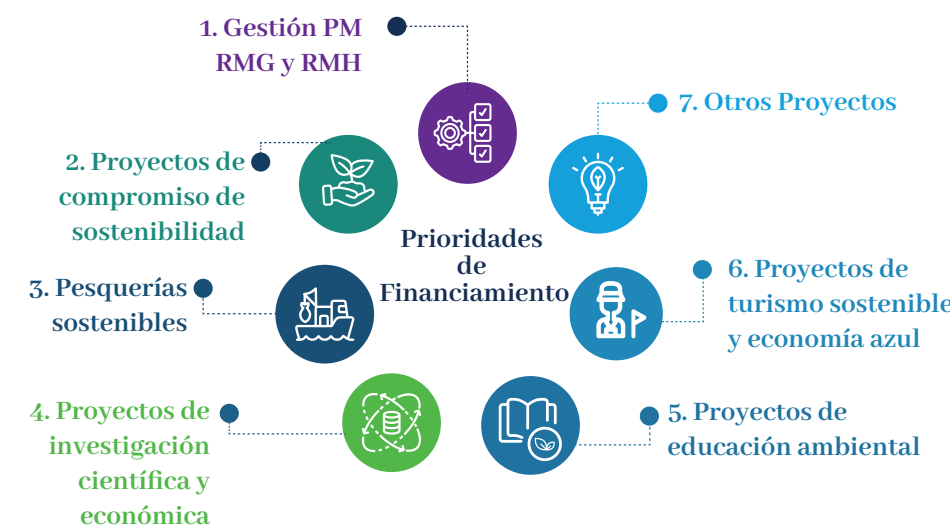 1. Gestión PM
RMG y RMH
2. Proyectos de
compromiso de
sostenibilidad
3. Pesquerías
sostenibles
4. Proyectos de
investigación
científica y
económica
Prioridades
de
Financiamiento
7. Otros Proyectos
6. Proyectos de
turismo sostenible
y economía azul
5. Proyectos de
educación ambiental